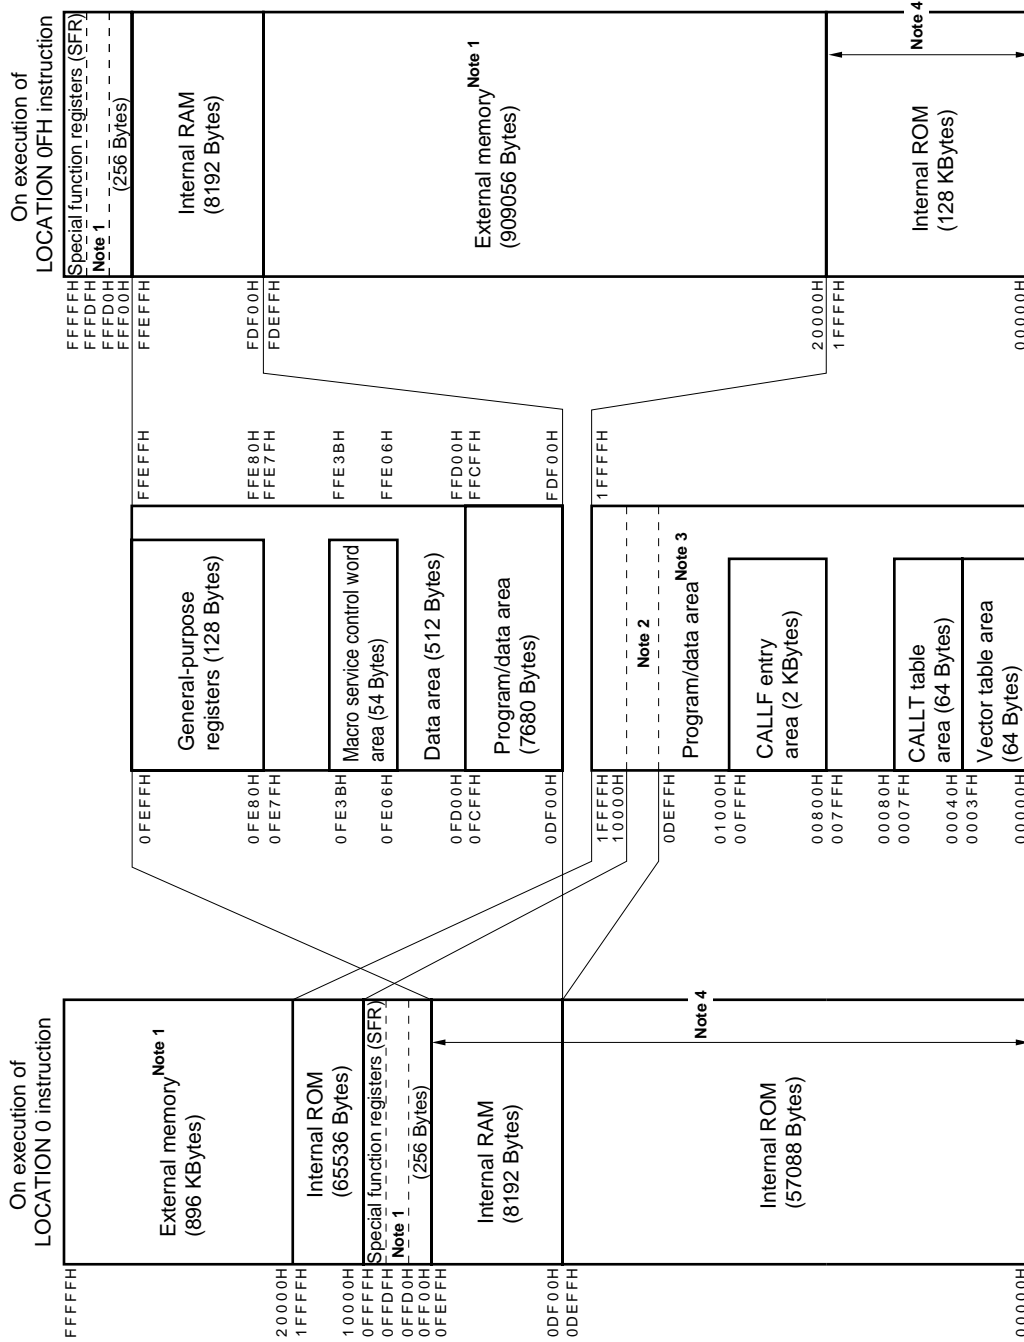 On execution of
LOCATION 0 instruction
FFFFFH
20000H
1FFFFH
10000H
0FFFFH
0FFDFH
0FFD0H
0FF00H
0FEFFH
0DF00H
0DEFFH
00000H
External memory Note 1
(896 KBytes)
Internal ROM
(65536 Bytes)
Special function registers (SFR)
Note 1
(256 Bytes)
Internal RAM
(8192 Bytes)
Internal ROM
(57088 Bytes)
Note 4
0FEFFH
0FE80H
0FE7FH
0FE3BH
0FE06H
0FD00H
0FCFFH
0DF00H
1FFFFH
10000H
0DEFFH
01000H
00FFFH
00800H
007FFH
00080H
0007FH
00040H
0003FH
00000H
General-purpose
registers (128 Bytes)
Macro service control word
area (54 Bytes)
Data area (512 Bytes)
Program/data area
(7680 Bytes)
Note 2
Program/data area Note 3
CALLF entry
area (2 KBytes)
CALLT table
area (64 Bytes)
Vector table area
(64 Bytes)
FFEFFH
FFE80H
FFE7FH
FFE3BH
FFE06H
FFD00H
FFCFFH
FDF00H
1FFFFH
On execution of
LOCATION 0FH instruction
FFFFFH
FFFDFH
FFFD0H
FFF00H
FFEFFH
FDF00H
FDEFFH
20000H
1FFFFH
00000H
Special function registers (SFR)
Note 1
(256 Bytes)
Internal RAM
(8192 Bytes)
External memory Note 1
(909056 Bytes)
Internal ROM
(128 KBytes)
Note 4